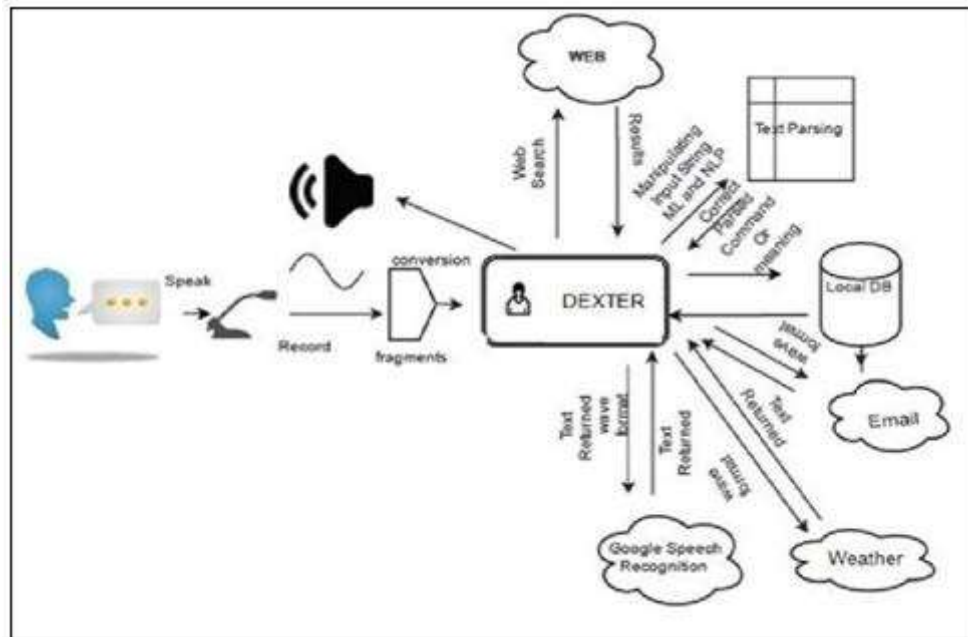 WEB
Text Parsing
Web
Search
Results
Manipulating
Input String
ML and NLP
Correct
Parsed
Command
Or
meaning
Speak
Record
conversion
fragments
DEXTER
Local DB
wave
format
Email
Text
Returned
wave
format
Text
Returned
wave
format
Text
Returned
Google Speech
Recognition
Weather